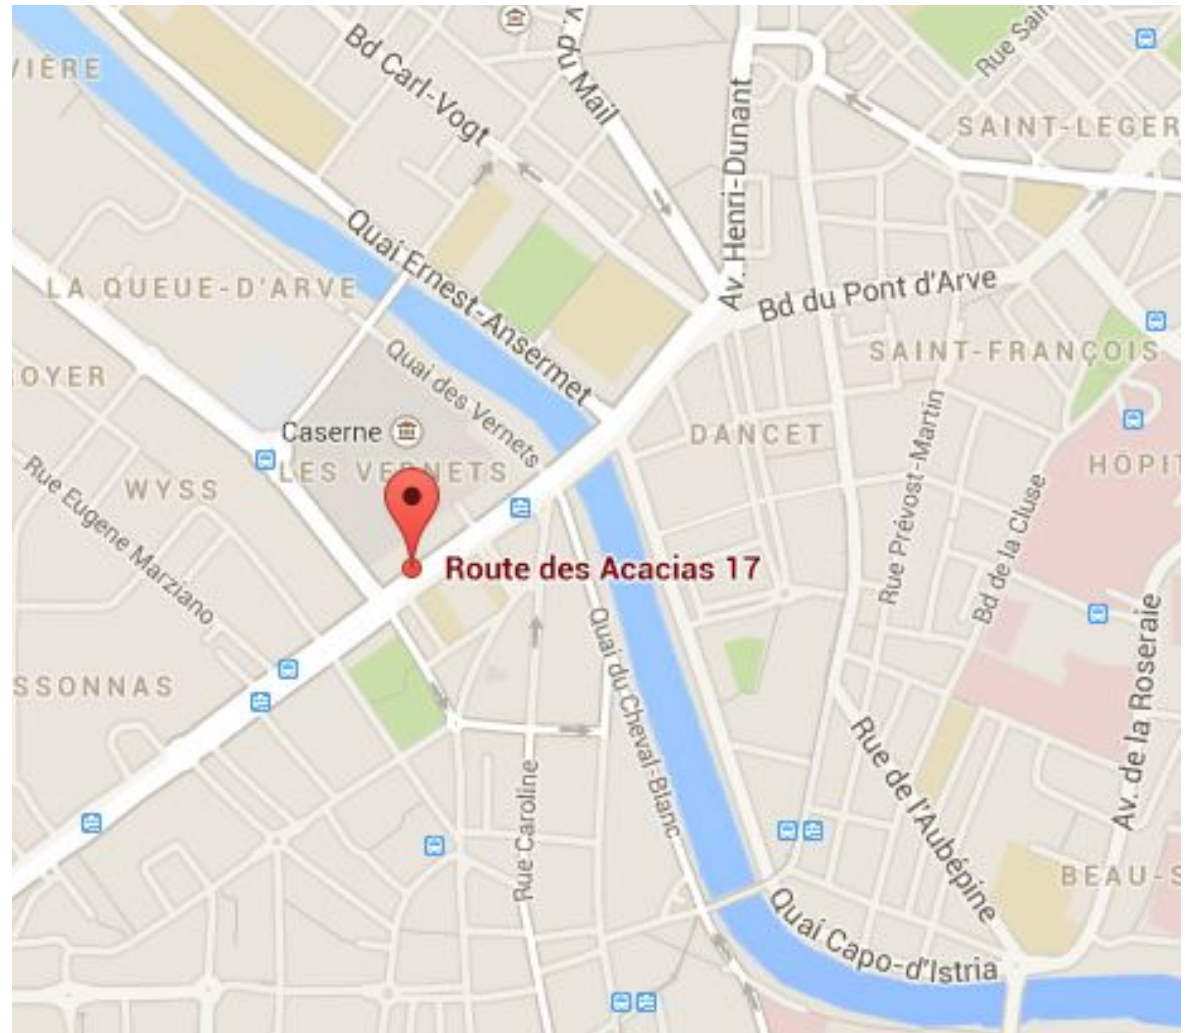 Bd Carl-Vogt
v. du Mail
Av. Henri-Dunant
Rue Sain
IÈRE
SAINT-LEGER
Quai Ernest-Ansermet
LA QUEUE-D'ARVE
Bd du Pont d'Arve
SAINT-FRANÇOIS
OYER
Quai des Vernets
Caserne
LES VERNETS
DANCET
Rue Prévost-Martin
HOPIT
WYSS
Rue Eugene Marziano
Bd de la Cluse
Route des Acacias 17
Av. de la Roseraie
SSONNAS
Quai du Cheval-Blanc
Rue Caroline
Rue de l'Aubépine
BEAU-S
Quai Capo-d'Istria